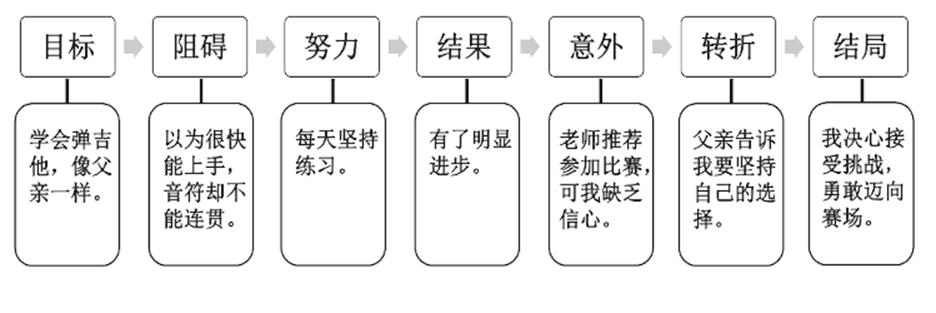 目标
阻碍
努力
结果
意外
转折
结局
学会弹吉
他，像父
亲一样。
以为很快
能上手，
音符却不
能连贯。
每天坚持
练习。
有了明显
进步。
老师推荐
参加比赛，
可我缺乏
信心。
父亲告诉
我要坚持
自己的选
择。
我决心接
受挑战，
勇敢迈向
赛场。